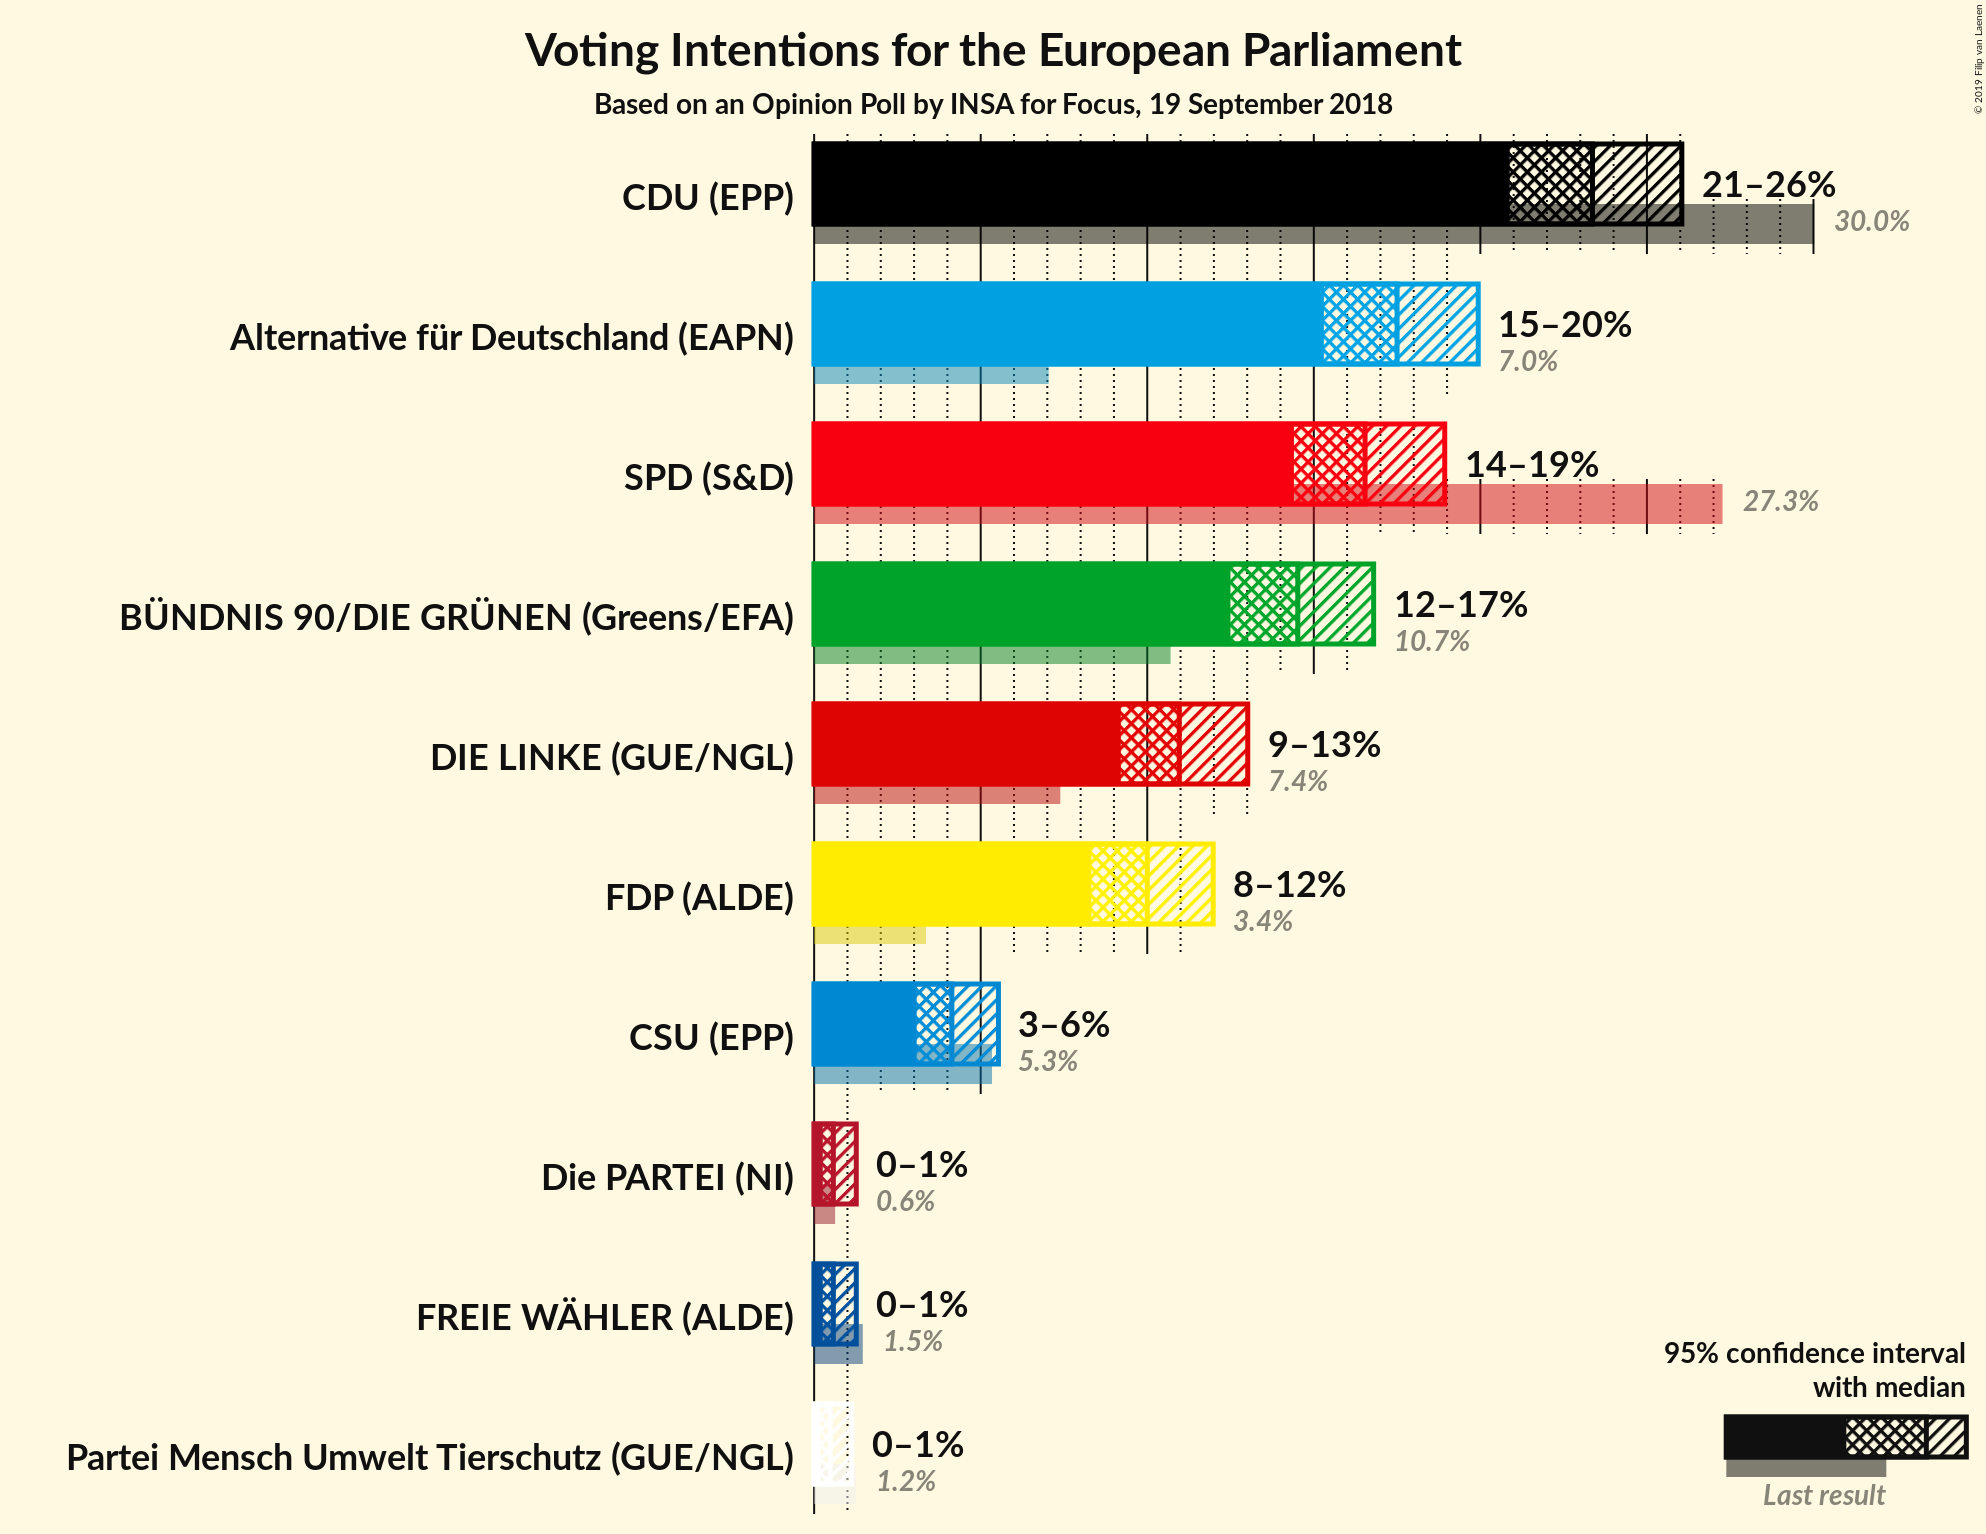 © 2019 Filip van Laenen
Voting Intentions for the European Parliament
Based on an Opinion Poll by INSA for Focus, 19 September 2018
CDU (EPP)
21–26%
30.0%
Alternative für Deutschland (EAPN)
15–20%
7.0%
SPD (S&D)
14–19%
27.3%
BÜNDNIS 90/DIE GRÜNEN (Greens/EFA)
12–17%
10.7%
DIE LINKE (GUE/NGL)
9–13%
7.4%
FDP (ALDE)
8–12%
3.4%
CSU (EPP)
3–6%
5.3%
Die PARTEI (NI)
0–1%
0.6%
FREIE WÄHLER (ALDE)
0–1%
1.5%
Partei Mensch Umwelt Tierschutz (GUE/NGL)
0–1%
1.2%
95% confidence interval
with median
Last result